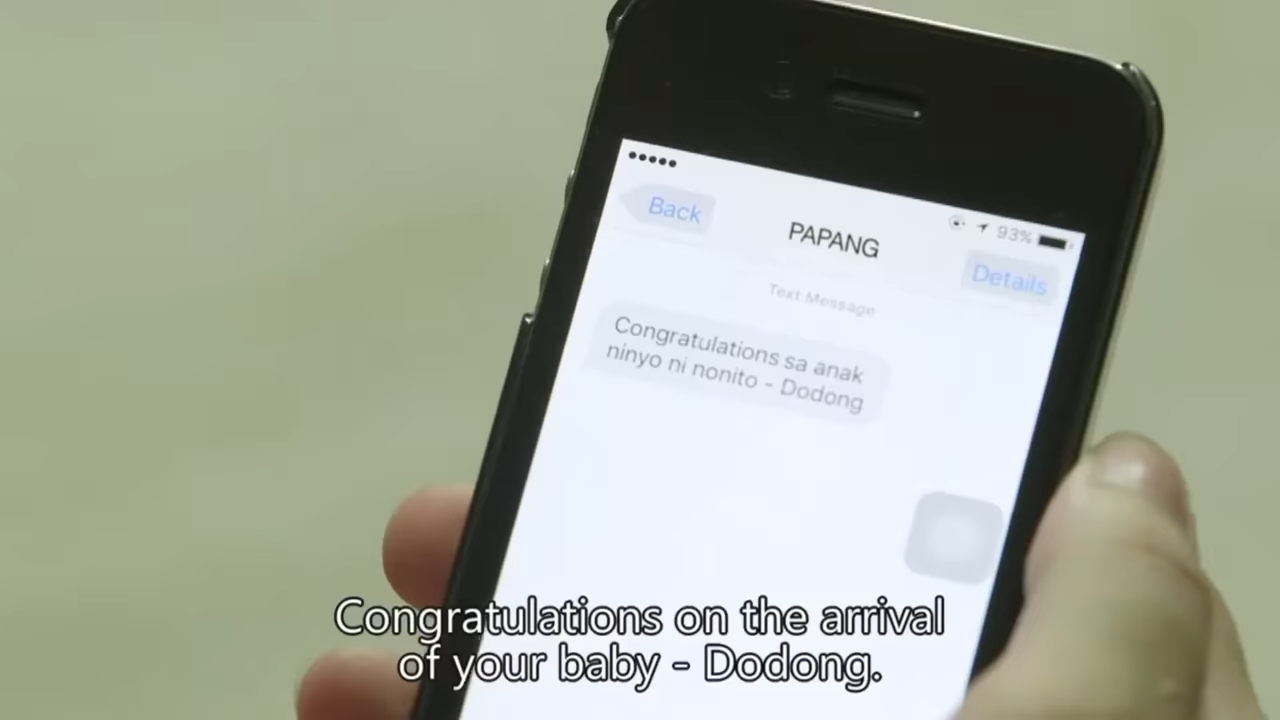 Back
PAPANG
93%
Details
Text Message
Congratulations sa anak
ninyo ni nonito - Dodong
Congratulations on the arrival
of your baby - Dodong.